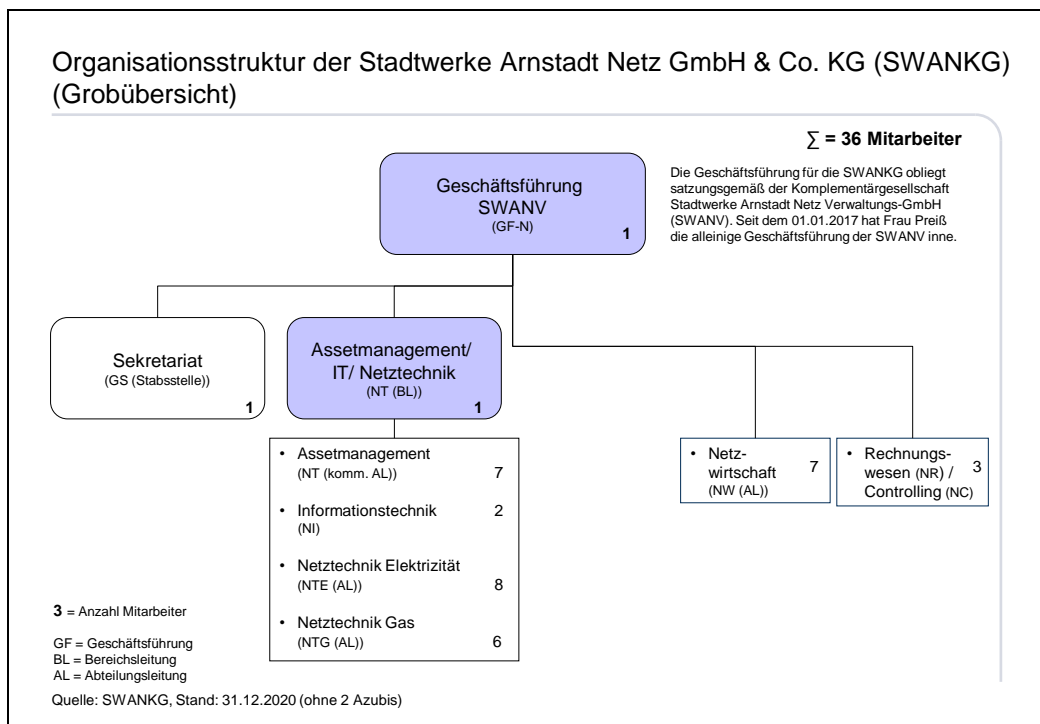 Organisationsstruktur der Stadtwerke Arnstadt Netz GmbH & Co. KG (SWANKG)
(Grobübersicht)
∑ = 36 Mitarbeiter
Die Geschäftsführung für die SWANKG obliegt
satzungsgemäß der Komplementärgesellschaft
Stadtwerke Arnstadt Netz Verwaltungs-GmbH
(SWANV). Seit dem 01.01.2017 hat Frau Preiß
die alleinige Geschäftsführung der SWANV inne.
Geschäftsführung
SWANV
(GF-N)
1
Sekretariat
(GS (Stabsstelle))
1
Assetmanagement/
IT/ Netztechnik
(NT (BL))
1
• Assetmanagement
(NT (komm. AL)) 7
• Informationstechnik 2
(NI)
• Netztechnik Elektrizität
(NTE (AL)) 8
• Netztechnik Gas
(NTG (AL)) 6
• Netz-
wirtschaft 7
(NW (AL))
• Rechnungs-
wesen (NR) / 3
Controlling (NC)
3 = Anzahl Mitarbeiter
GF = Geschäftsführung
BL = Bereichsleitung
AL = Abteilungsleitung
Quelle: SWANKG, Stand: 31.12.2020 (ohne 2 Azubis)